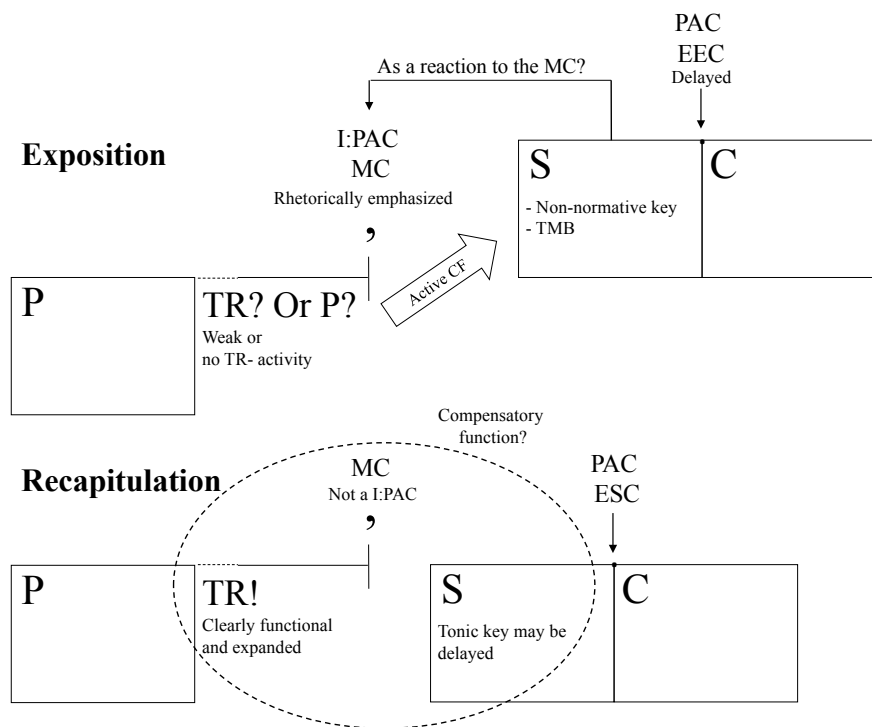 PAC
EEC
Delayed
As a reaction to the MC?
Exposition
I:PAC
MC
Rhetorically emphasized
,
S
- Non-normative key
- TMB
C
Active CF
P
TR? Or P?
Weak or
no TR- activity
Compensatory
function?
Recapitulation
MC
Not a I:PAC
,
PAC
ESC
P
TR!
Clearly functional
and expanded
S
Tonic key may be
delayed
C